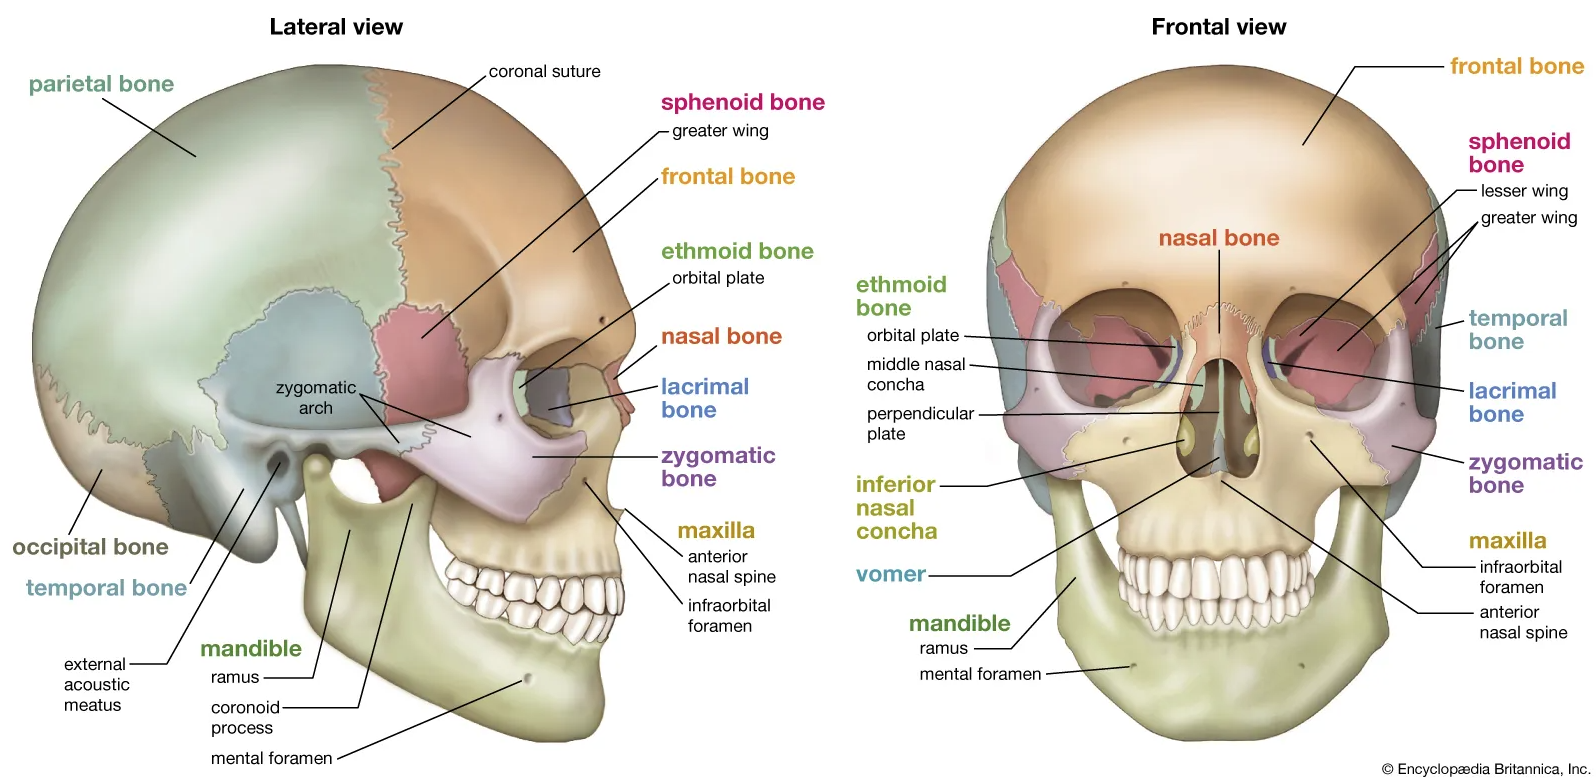 Lateral view
parietal bone
coronal suture
sphenoid bone
greater wing
frontal bone
ethmoid bone
orbital plate
nasal bone
lacrimal
bone
zygomatic
arch
zygomatic
bone
maxilla
anterior
nasal spine
infraorbital
foramen
occipital bone
temporal bone
external
acoustic
meatus
mandible
ramus
coronoid
process
mental foramen
Frontal view
frontal bone
sphenoid
bone
lesser wing
greater wing
nasal bone
ethmoid
bone
orbital plate
middle nasal
concha
perpendicular
plate
temporal
bone
lacrimal
bone
zygomatic
bone
inferior
nasal
concha
vomer
maxilla
infraorbital
foramen
anterior
nasal spine
mandible
ramus
mental foramen
© Encyclopædia Britannica, Inc.